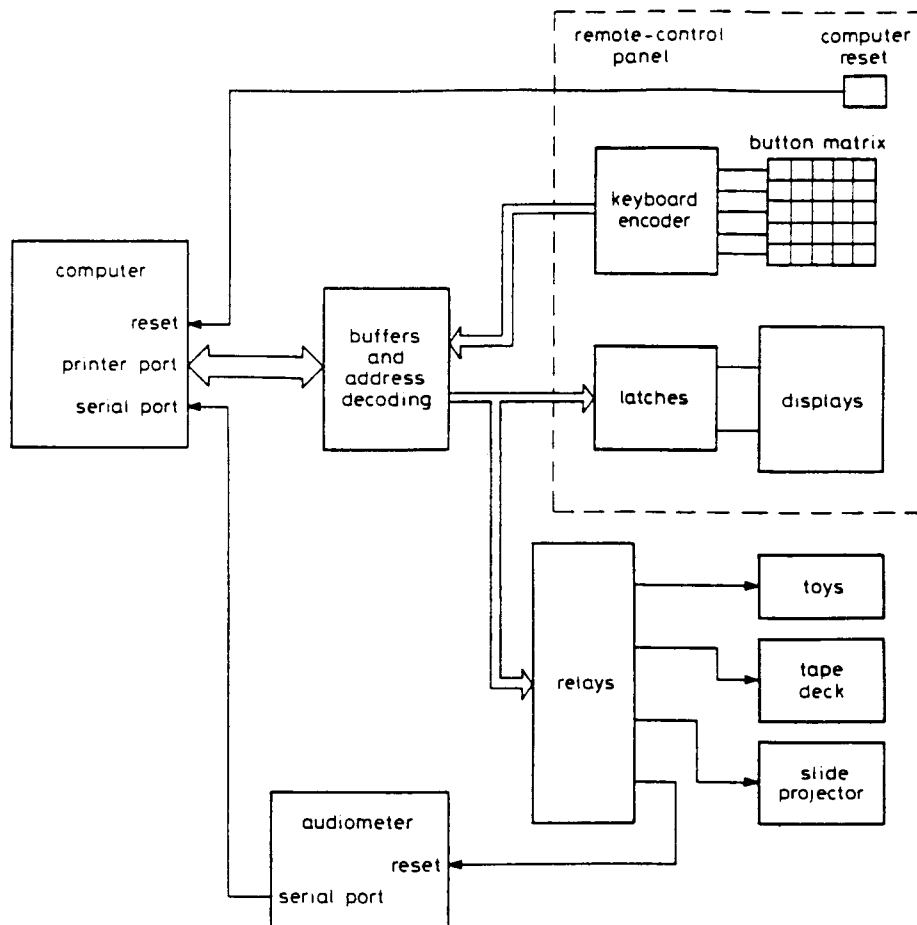 remote-control
panel
computer
reset
button matrix
keyboard
encoder
computer
reset
printer port
serial port
buffers
and
address
decoding
latches
displays
relays
toys
tape
deck
slide
projector
audiometer
reset
serial port